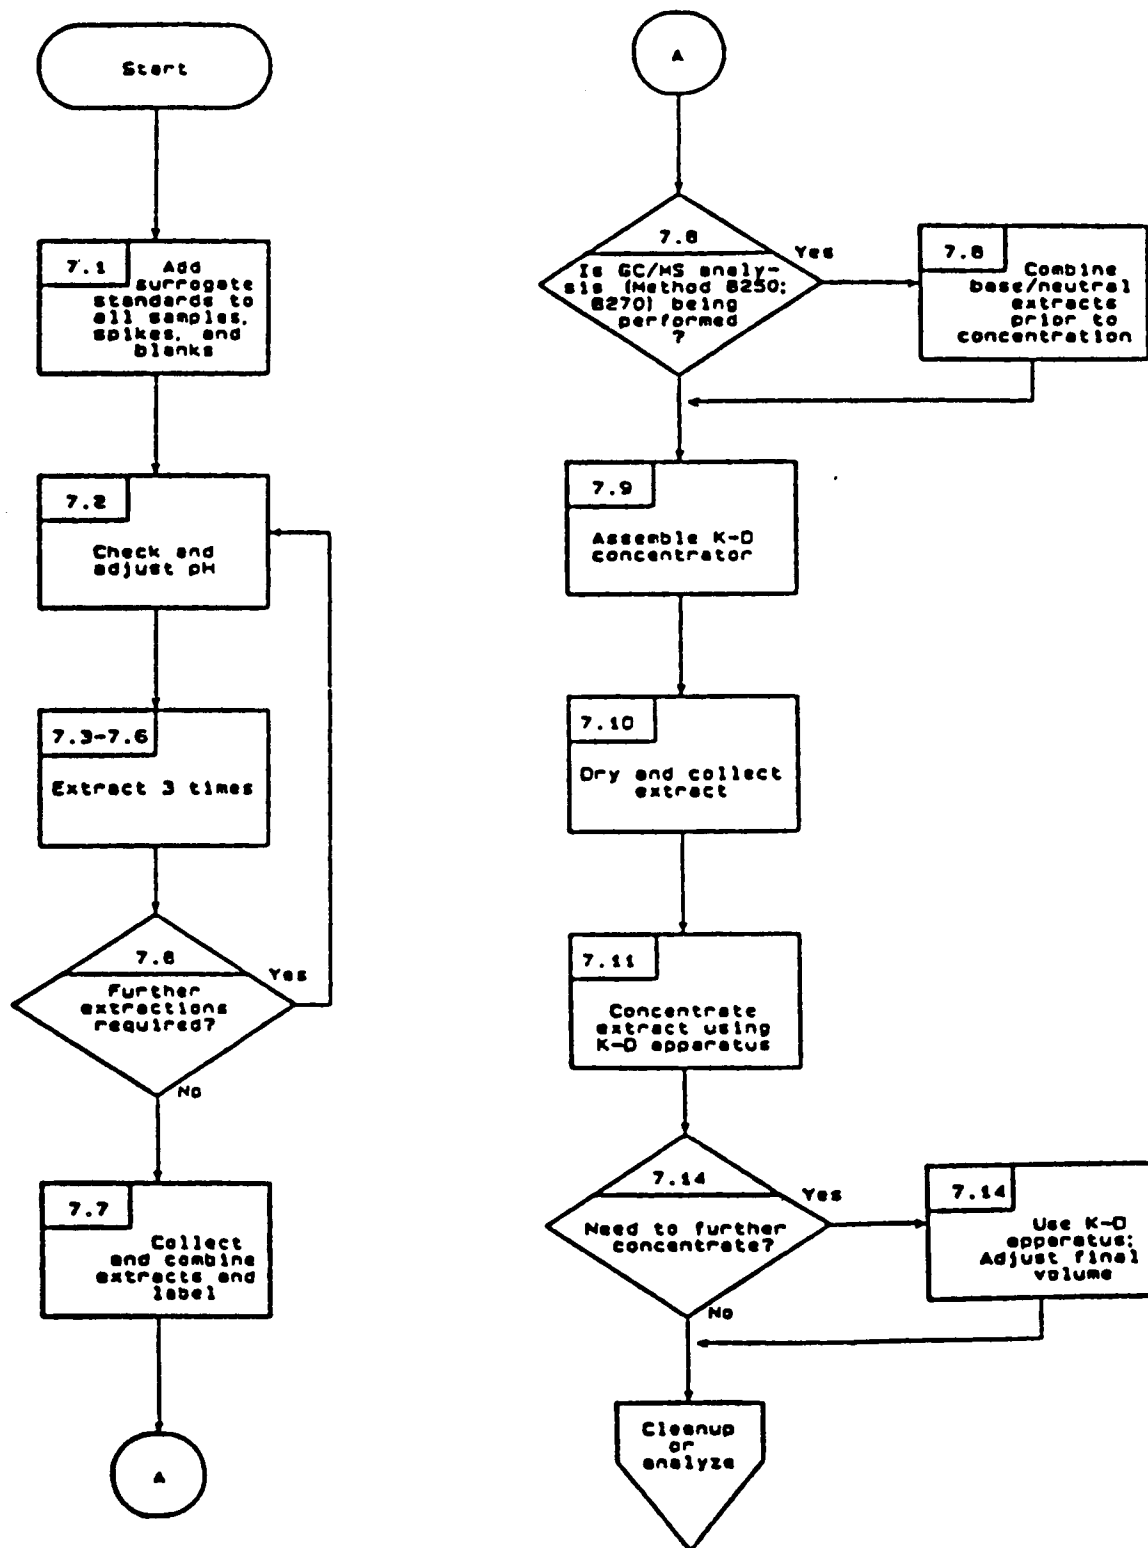 Start
7.1
Add
surrogate
standards to
all samples,
spikes, and
blanks
7.2
Check and
adjust pH
7.3-7.6
Extract 3 times
7.6
Yes
Further
extractions
required?
No
7.7
Collect
and combine
extracts and
label
A
A
7.8
Yes
Is GC/MS analy-
sis (Method 8250;
8270) being
performed
?
7.8
Combine
base/neutral
extracts
prior to
concentration
7.9
Assemble K-D
concentrator
7.10
Dry and collect
extract
7.11
Concentrate
extract using
K-D apparatus
7.14
Yes
Need to further
concentrate?
No
7.14
Use K-D
apparatus;
Adjust final
volume
Cleanup
or
analyze